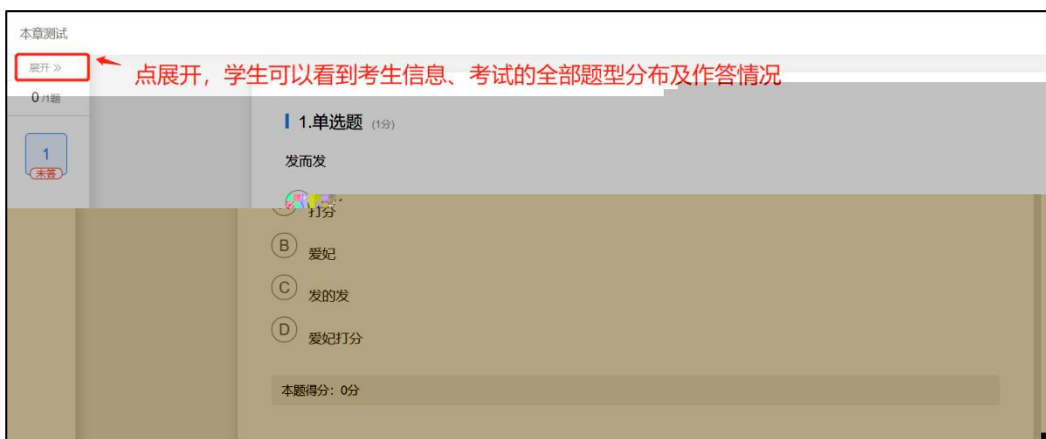 本章测试
展开 »
点展开，学生可以看到考生信息、考试的全部题型分布及作答情况
0 /1题
1.单选题 (1分)
1
未答
发而发
打分
B 爱妃
C 发的发
D 爱妃打分
本题得分：0分